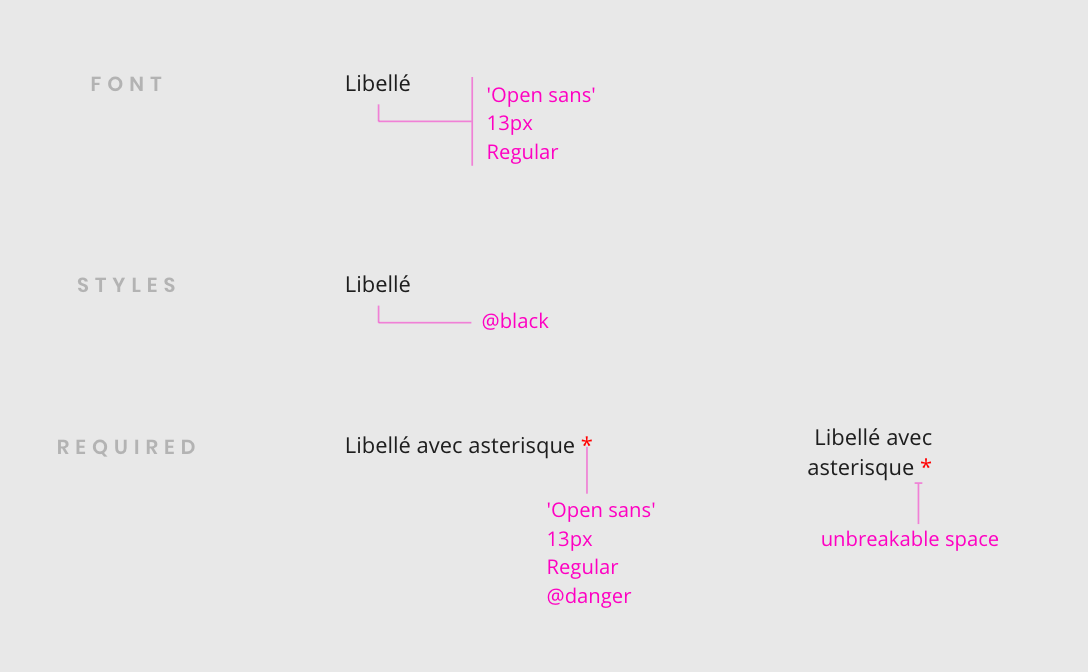 FONT
Libellé
'Open sans'
13px
Regular
STYLES
Libellé
@black
REQUIRED
Libellé avec asterisque *
'Open sans'
13px
Regular
@danger
Libellé avec
asterisque *
unbreakable space